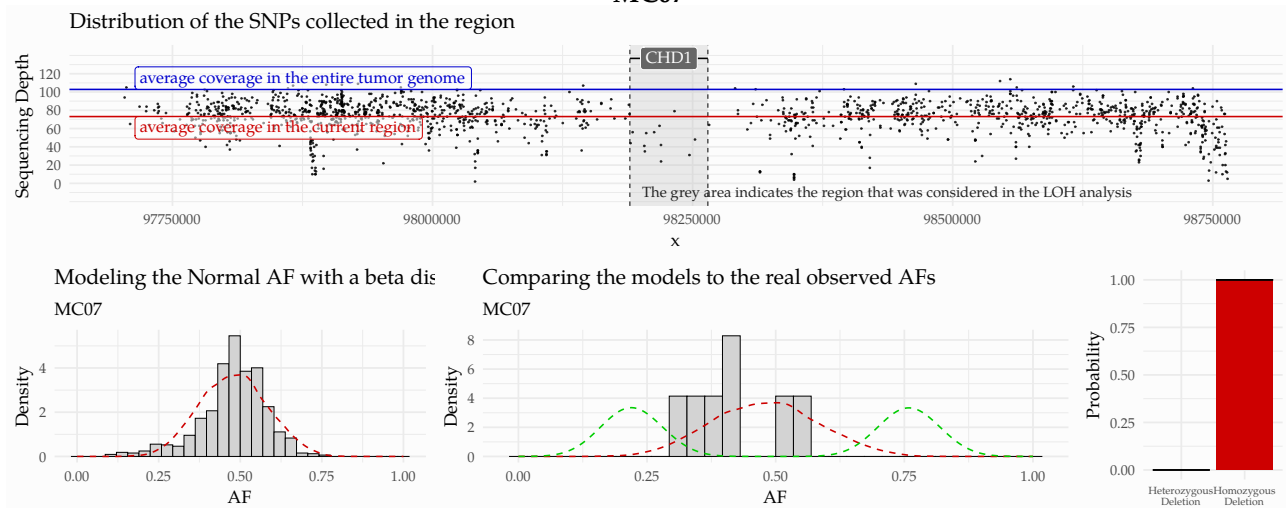 MC07
Distribution of the SNPs collected in the region
Sequencing Depth
120
100
80
60
40
20
0
CHD1
average coverage in the entire tumor genome
average coverage in the current region
The grey area indicates the region that was considered in the LOH analysis
97750000 98000000 98250000 98500000 98750000
x
Modeling the Normal AF with a beta dis
MC07
Density
4
2
0
0.00 0.25 0.50 0.75 1.00
AF
Comparing the models to the real observed AFs
MC07
Density
8
6
4
2
0
0.00 0.25 0.50 0.75 1.00
AF
Probability
1.00
0.75
0.50
0.25
0.00
Heterozygous Homozygous
Deletion Deletion